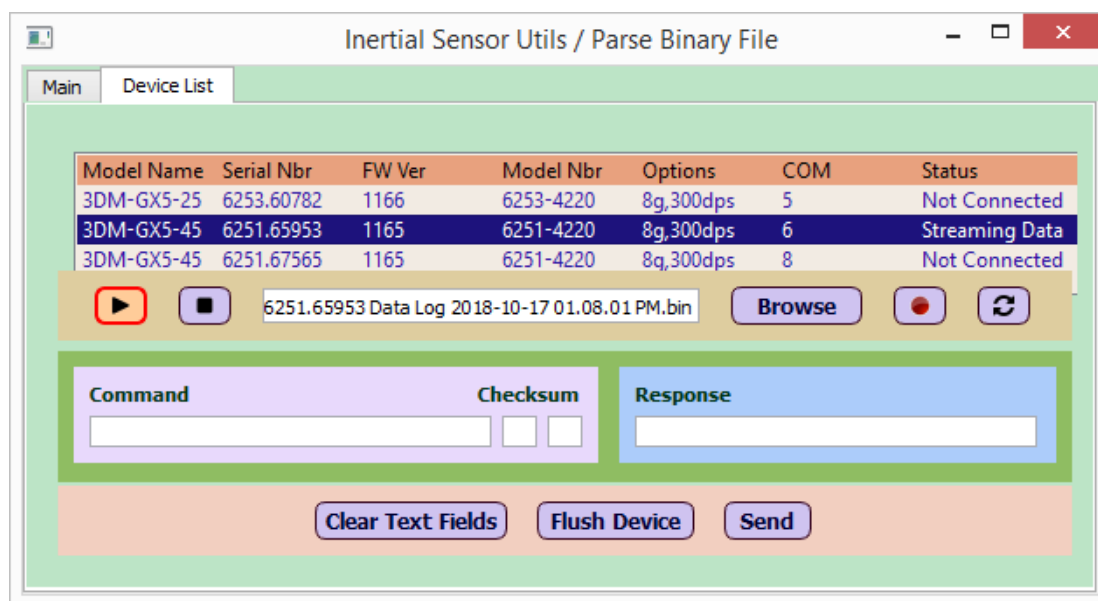 Inertial Sensor Utils / Parse Binary File
Main Device List
Model Name Serial Nbr FW Ver Model Nbr Options COM Status
3DM-GX5-25 6253.60782 1166 6253-4220 8g,300dps 5 Not Connected
3DM-GX5-45 6251.65953 1165 6251-4220 8g,300dps 6 Streaming Data
3DM-GX5-45 6251.67565 1165 6251-4220 8g,300dps 8 Not Connected
6251.65953 Data Log 2018-10-17 01.08.01 PM.bin Browse
Command Checksum Response
Clear Text Fields Flush Device Send